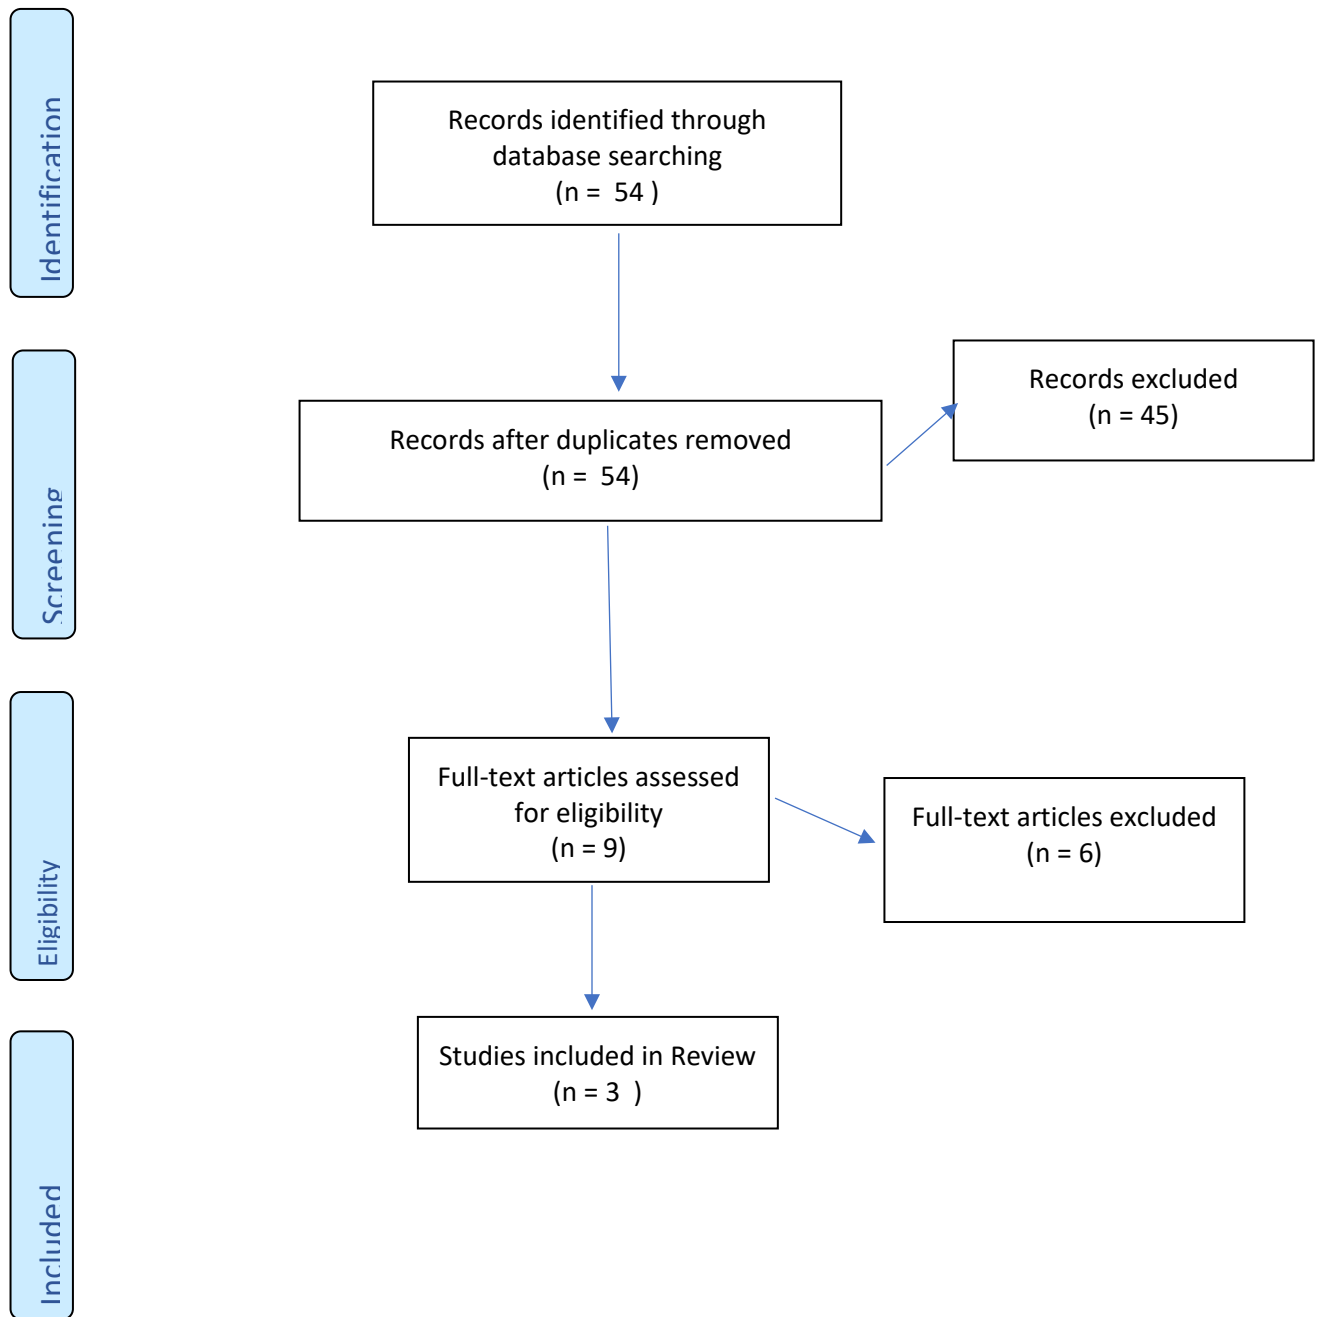 Identification
Records identified through
database searching
(n =  54 )
Screening
Records excluded
(n = 45)
Records after duplicates removed
(n =  54)
Eligibility
Full-text articles assessed
for eligibility
(n = 9)
Full-text articles excluded
(n = 6)
Included
Studies included in Review
(n = 3  )